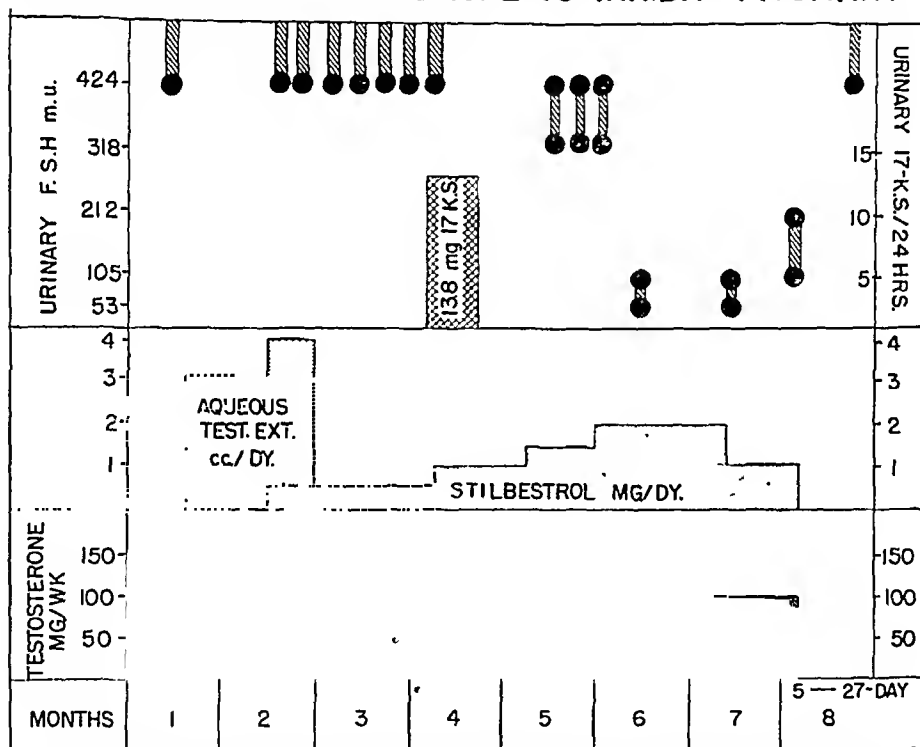 URINARY F.S.H m.u.
424
318
212
105
53
URINARY 17-K.S./24 HRS.
15
10
5
13.8 mg 17 K.S.
4
3
2
1
AQUEOUS
TEST. EXT.
cc./DY.
STILBESTROL MG/DY.
4
3
2
1
TESTOSTERONE
MG/WK
150
100
50
150
100
50
5 — 27-DAY
MONTHS 1 2 3 4 5 6 7 8